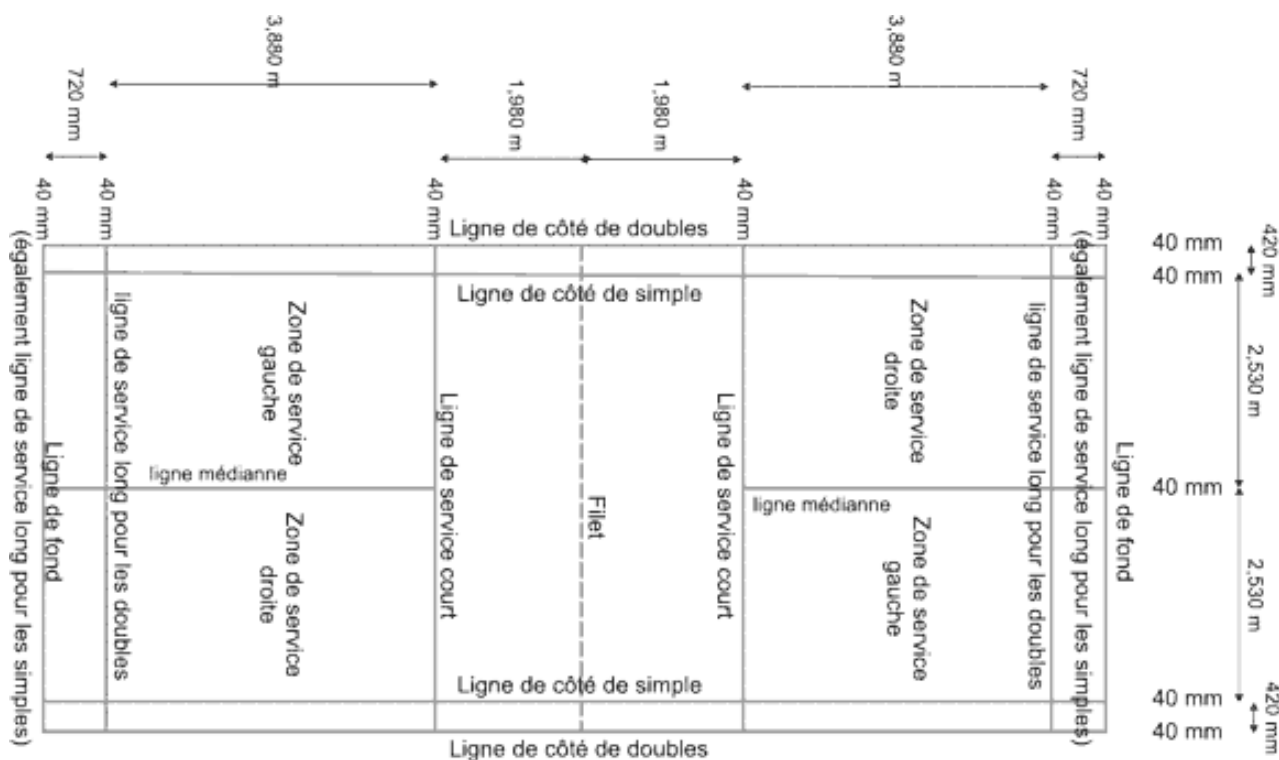 3,880 m
3,880 m
720 mm
1,980 m
1,980 m
720 mm
40 mm
40 mm
40 mm
40 mm
40 mm
40 mm
Ligne de côté de doubles
40 mm
420 mm
Ligne de côté de simple
40 mm
(également ligne de service long pour les simples)
Ligne de fond
ligne de service long pour les doubles
Zone de service
gauche
ligne médianne
Zone de service
droite
Ligne de service court
Filet
Ligne de service court
Zone de service
droite
ligne médianne
Zone de service
gauche
ligne de service long pour les doubles
(également ligne de service long pour les simples)
Ligne de fond
2,530 m
40 mm
2,530 m
Ligne de côté de simple
40 mm
420 mm
Ligne de côté de doubles
40 mm